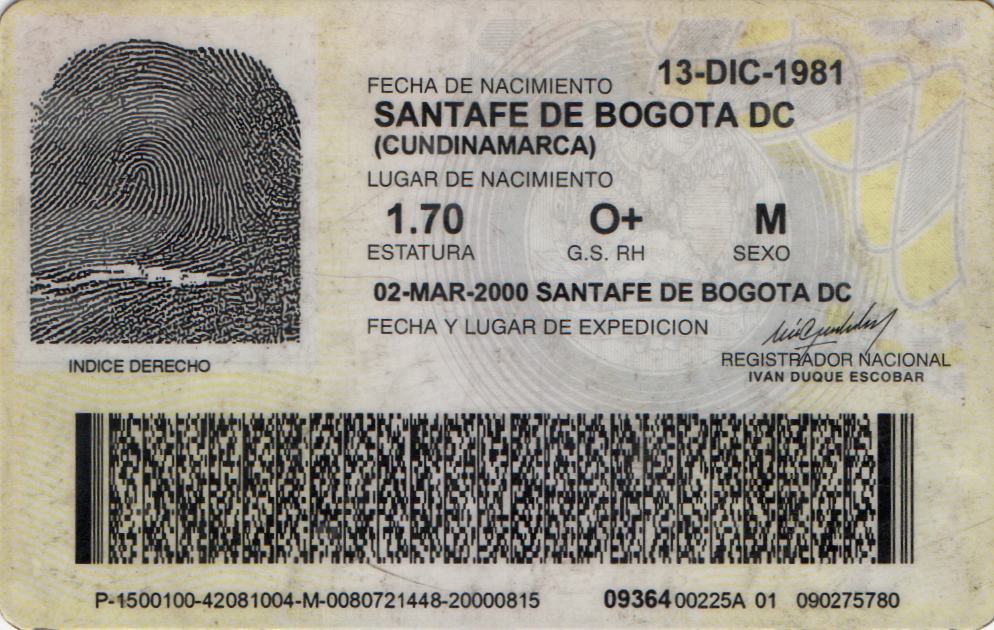 13-DIC-1981
FECHA DE NACIMIENTO
SANTAFE DE BOGOTA DC
(CUNDINAMARCA)
LUGAR DE NACIMIENTO
1.70 O+ M
ESTATURA G.S. RH SEXO
02-MAR-2000 SANTAFE DE BOGOTA DC
FECHA Y LUGAR DE EXPEDICION
INDICE DERECHO
REGISTRADOR NACIONAL
IVAN DUQUE ESCOBAR
P-1500100-42081004-M-0080721448-20000815 0936400225A 01 090275780